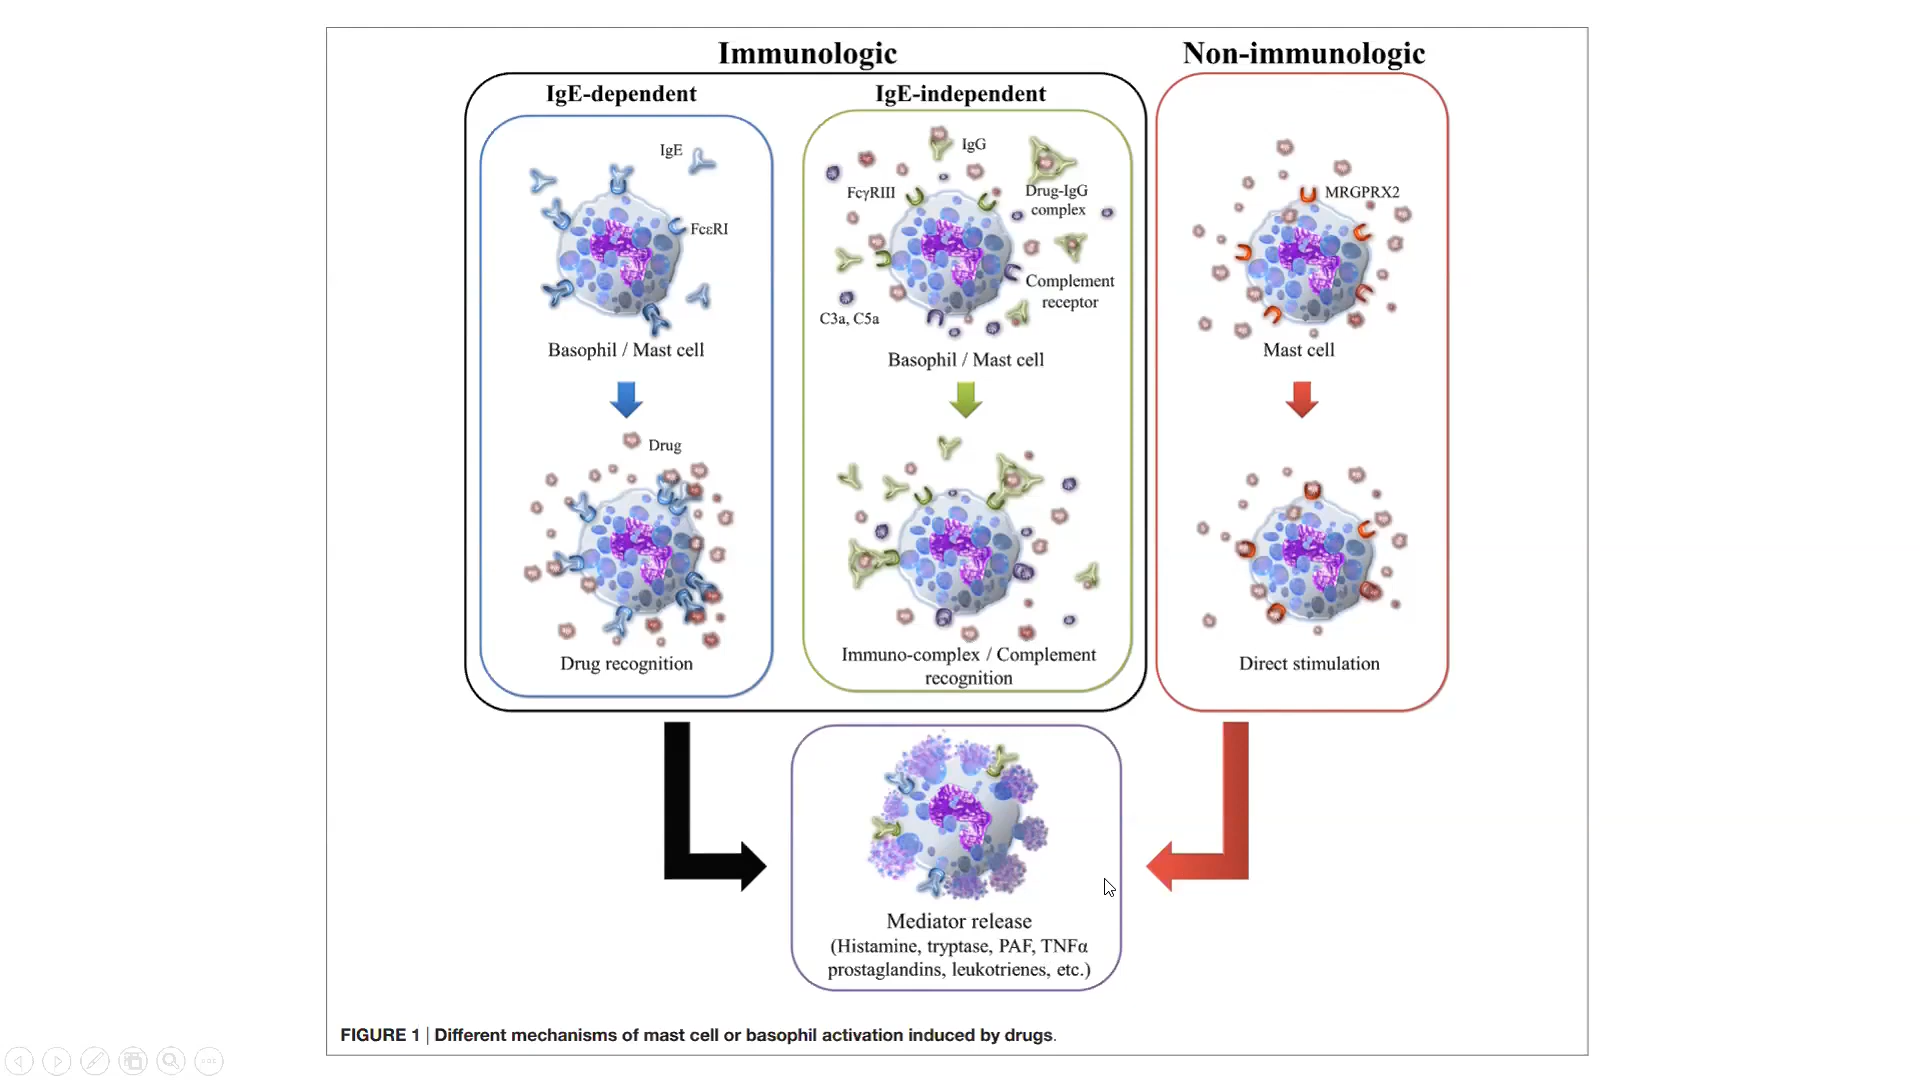 Immunologic
Non-immunologic
IgE-dependent
IgE-independent
IgE
FcεRI
Basophil / Mast cell
Drug
Drug recognition
IgG
FcγRIII
Drug-IgG
complex
Complement
receptor
C3a, C5a
Basophil / Mast cell
Immuno-complex / Complement
recognition
MRGPRX2
Mast cell
Direct stimulation
Mediator release
(Histamine, tryptase, PAF, TNFα
prostaglandins, leukotrienes, etc.)
FIGURE 1 | Different mechanisms of mast cell or basophil activation induced by drugs.